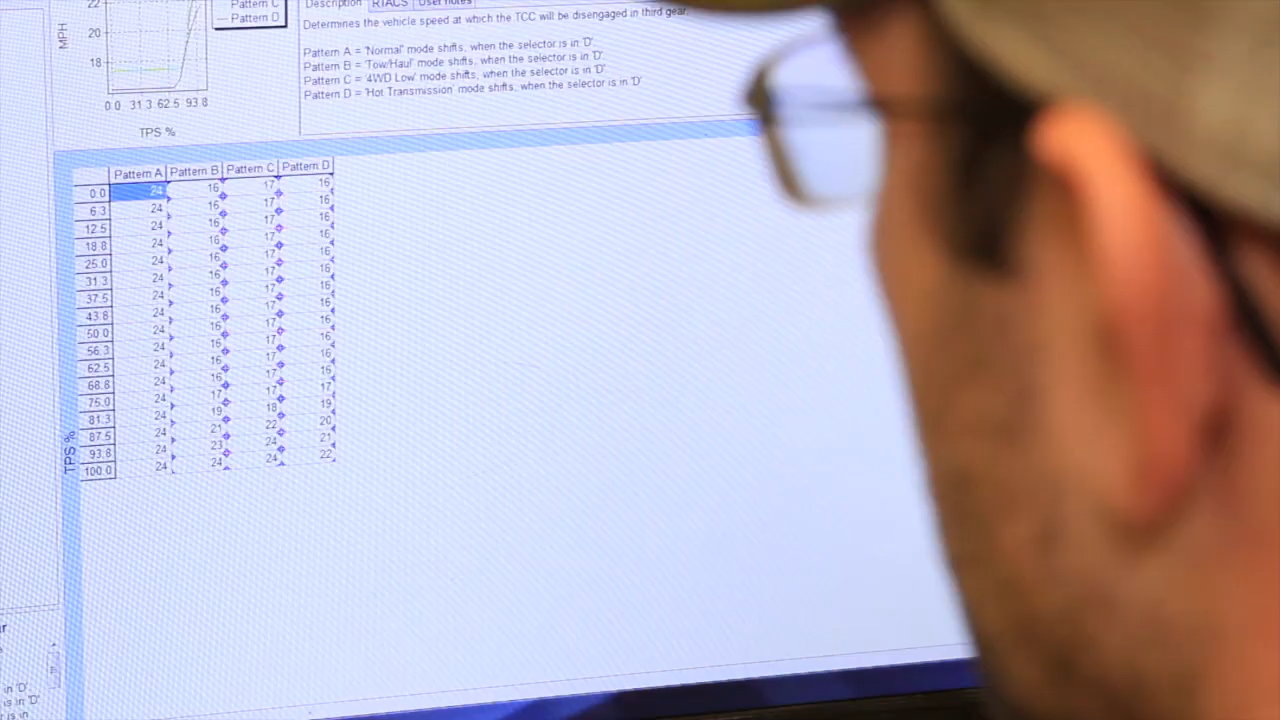 22
Pattern C
Pattern D
20
MPH
18
0.0 31.3 62.5 93.8
TPS %
Description RTACS User notes
Determines the vehicle speed at which the TCC will be disengaged in third gear.
Pattern A = 'Normal' mode shifts, when the selector is in 'D'
Pattern B = 'Tow/Haul' mode shifts, when the selector is in 'D'
Pattern C = '4WD Low' mode shifts, when the selector is in 'D'
Pattern D = 'Hot Transmission' mode shifts, when the selector is in 'D'
Pattern A Pattern B Pattern C Pattern D
0.0 24 16 17 16
6.3 24 16 17 16
12.5 24 16 17 16
18.8 24 16 17 16
25.0 24 16 17 16
31.3 24 16 17 16
37.5 24 16 17 16
43.8 24 16 17 16
50.0 24 16 17 16
56.3 24 16 17 16
62.5 24 16 17 16
68.8 24 16 17 16
75.0 24 17 17 17
81.3 24 19 18 19
87.5 24 21 22 20
93.8 24 23 24 21
100.0 24 24 24 22
TPS %
in 'D'
is in 'D'
is in